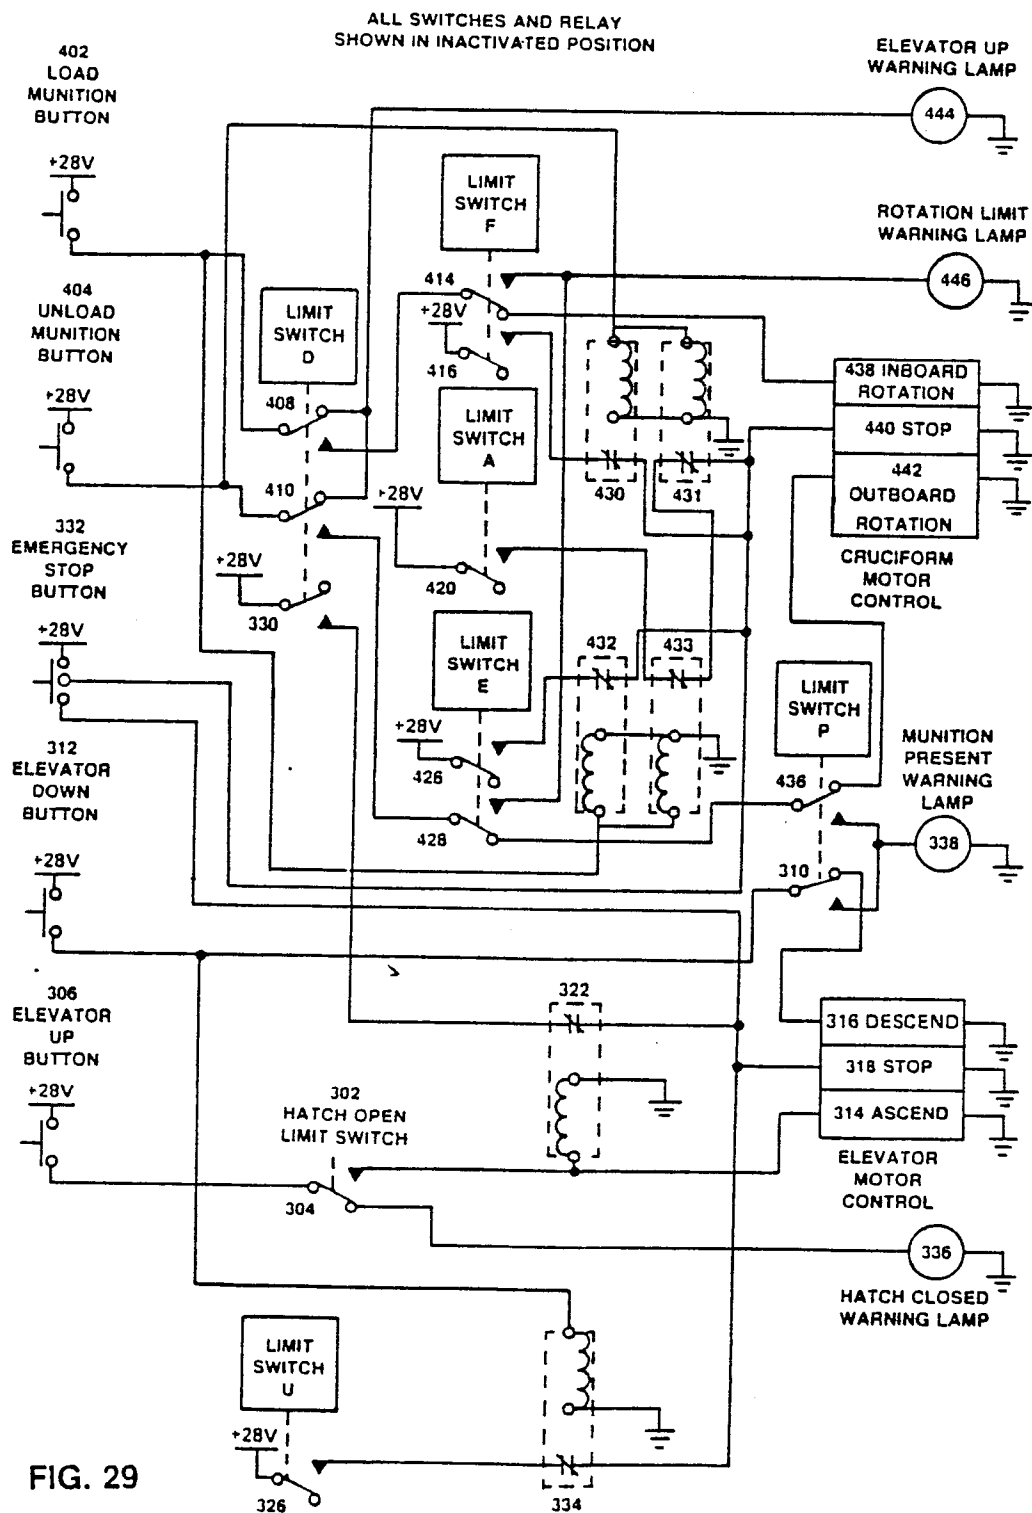 ALL SWITCHES AND RELAY
SHOWN IN INACTIVATED POSITION
402
LOAD
MUNITION
BUTTON
+28V
404
UNLOAD
MUNITION
BUTTON
+28V
332
EMERGENCY
STOP
BUTTON
+28V
312
ELEVATOR
DOWN
BUTTON
+28V
306
ELEVATOR
UP
BUTTON
+28V
LIMIT
SWITCH
D
408
410
+28V
330
LIMIT
SWITCH
F
414
+28V
416
LIMIT
SWITCH
A
+28V
420
LIMIT
SWITCH
E
+28V
426
428
430
431
432
433
ELEVATOR UP
WARNING LAMP
444
ROTATION LIMIT
WARNING LAMP
446
438 INBOARD
ROTATION
440 STOP
442
OUTBOARD
ROTATION
CRUCIFORM
MOTOR
CONTROL
LIMIT
SWITCH
P
436
310
MUNITION
PRESENT
WARNING
LAMP
338
322
316 DESCEND
318 STOP
314 ASCEND
ELEVATOR
MOTOR
CONTROL
302
HATCH OPEN
LIMIT SWITCH
304
336
HATCH CLOSED
WARNING LAMP
LIMIT
SWITCH
U
+28V
326
334
FIG. 29